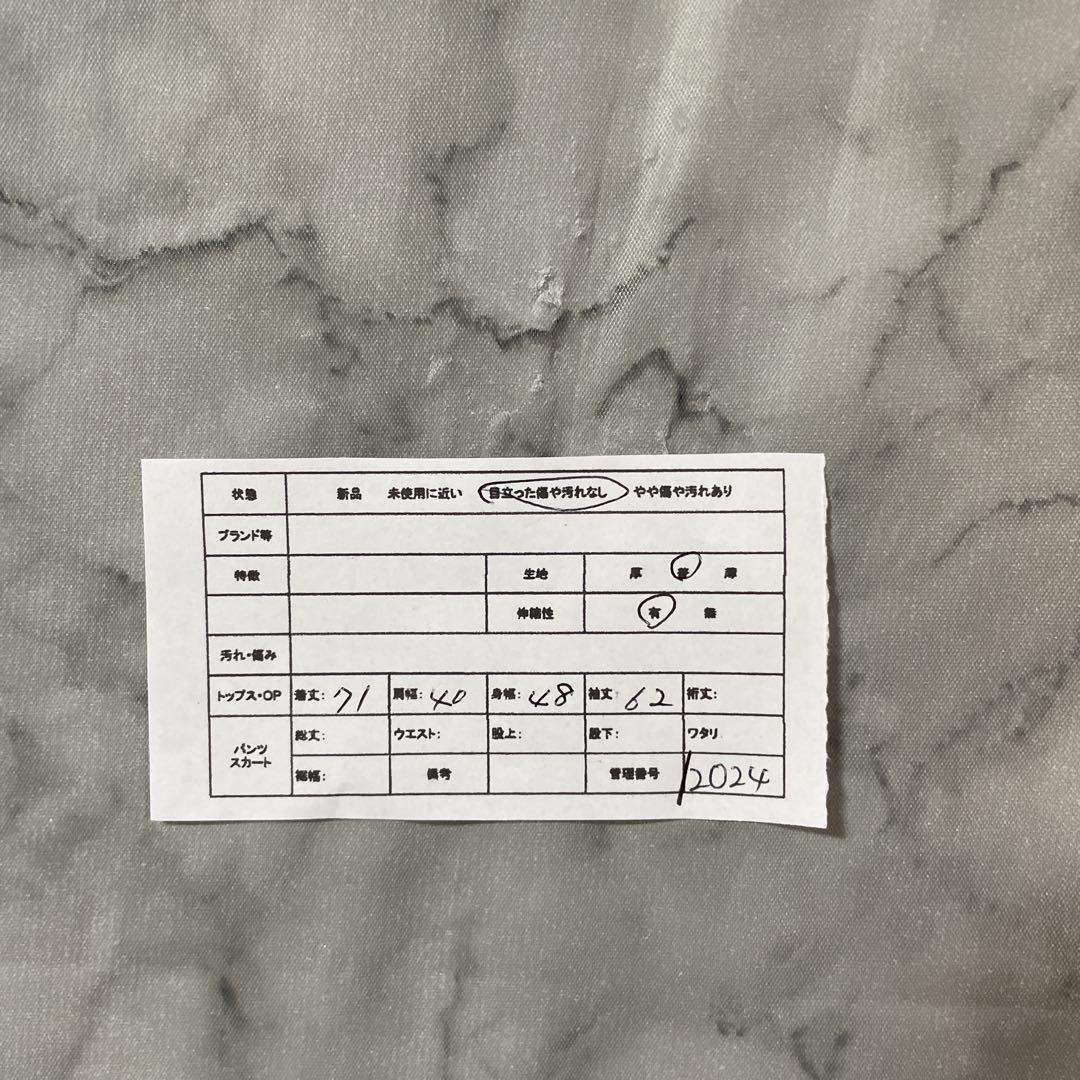 状態 新品 未使用に近い 目立った傷や汚れなし やや傷や汚れあり
ブランド等
特徴 生地 厚 普 薄
伸縮性 有 無
汚れ・傷み
トップス・OP 着丈: 71 肩幅: 40 身幅: 48 袖丈: 62 裄丈:
パンツ スカート 総丈: ウエスト: 股上: 股下: ワタリ
裾幅: 備考 管理番号 12024